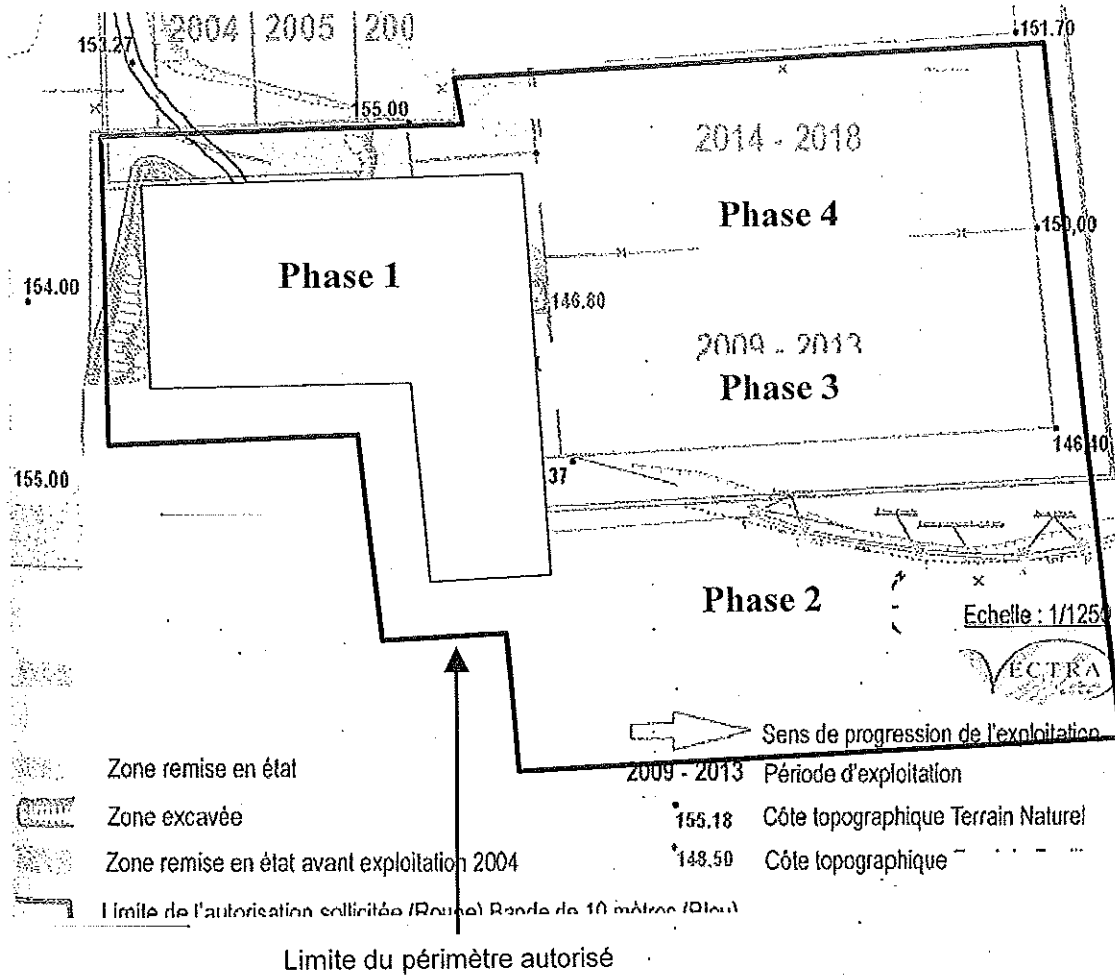 2004 2005 200
153.27
151.70
155.00
2014 - 2018
Phase 4
150,00
Phase 1
154.00
146.80
2009 - 2013
Phase 3
146.40
37
155.00
Phase 2
Echelle : 1/1250
VECTRA
Sens de progression de l'exploitation
Zone remise en état
2009 - 2013 Période d'exploitation
Zone excavée
155.18 Côte topographique Terrain Naturel
Zone remise en état avant exploitation 2004
148.50 Côte topographique
Limite de l'autorisation sollicitée (Rouge) Bande de 10 mètres (Bleu)
Limite du périmètre autorisé